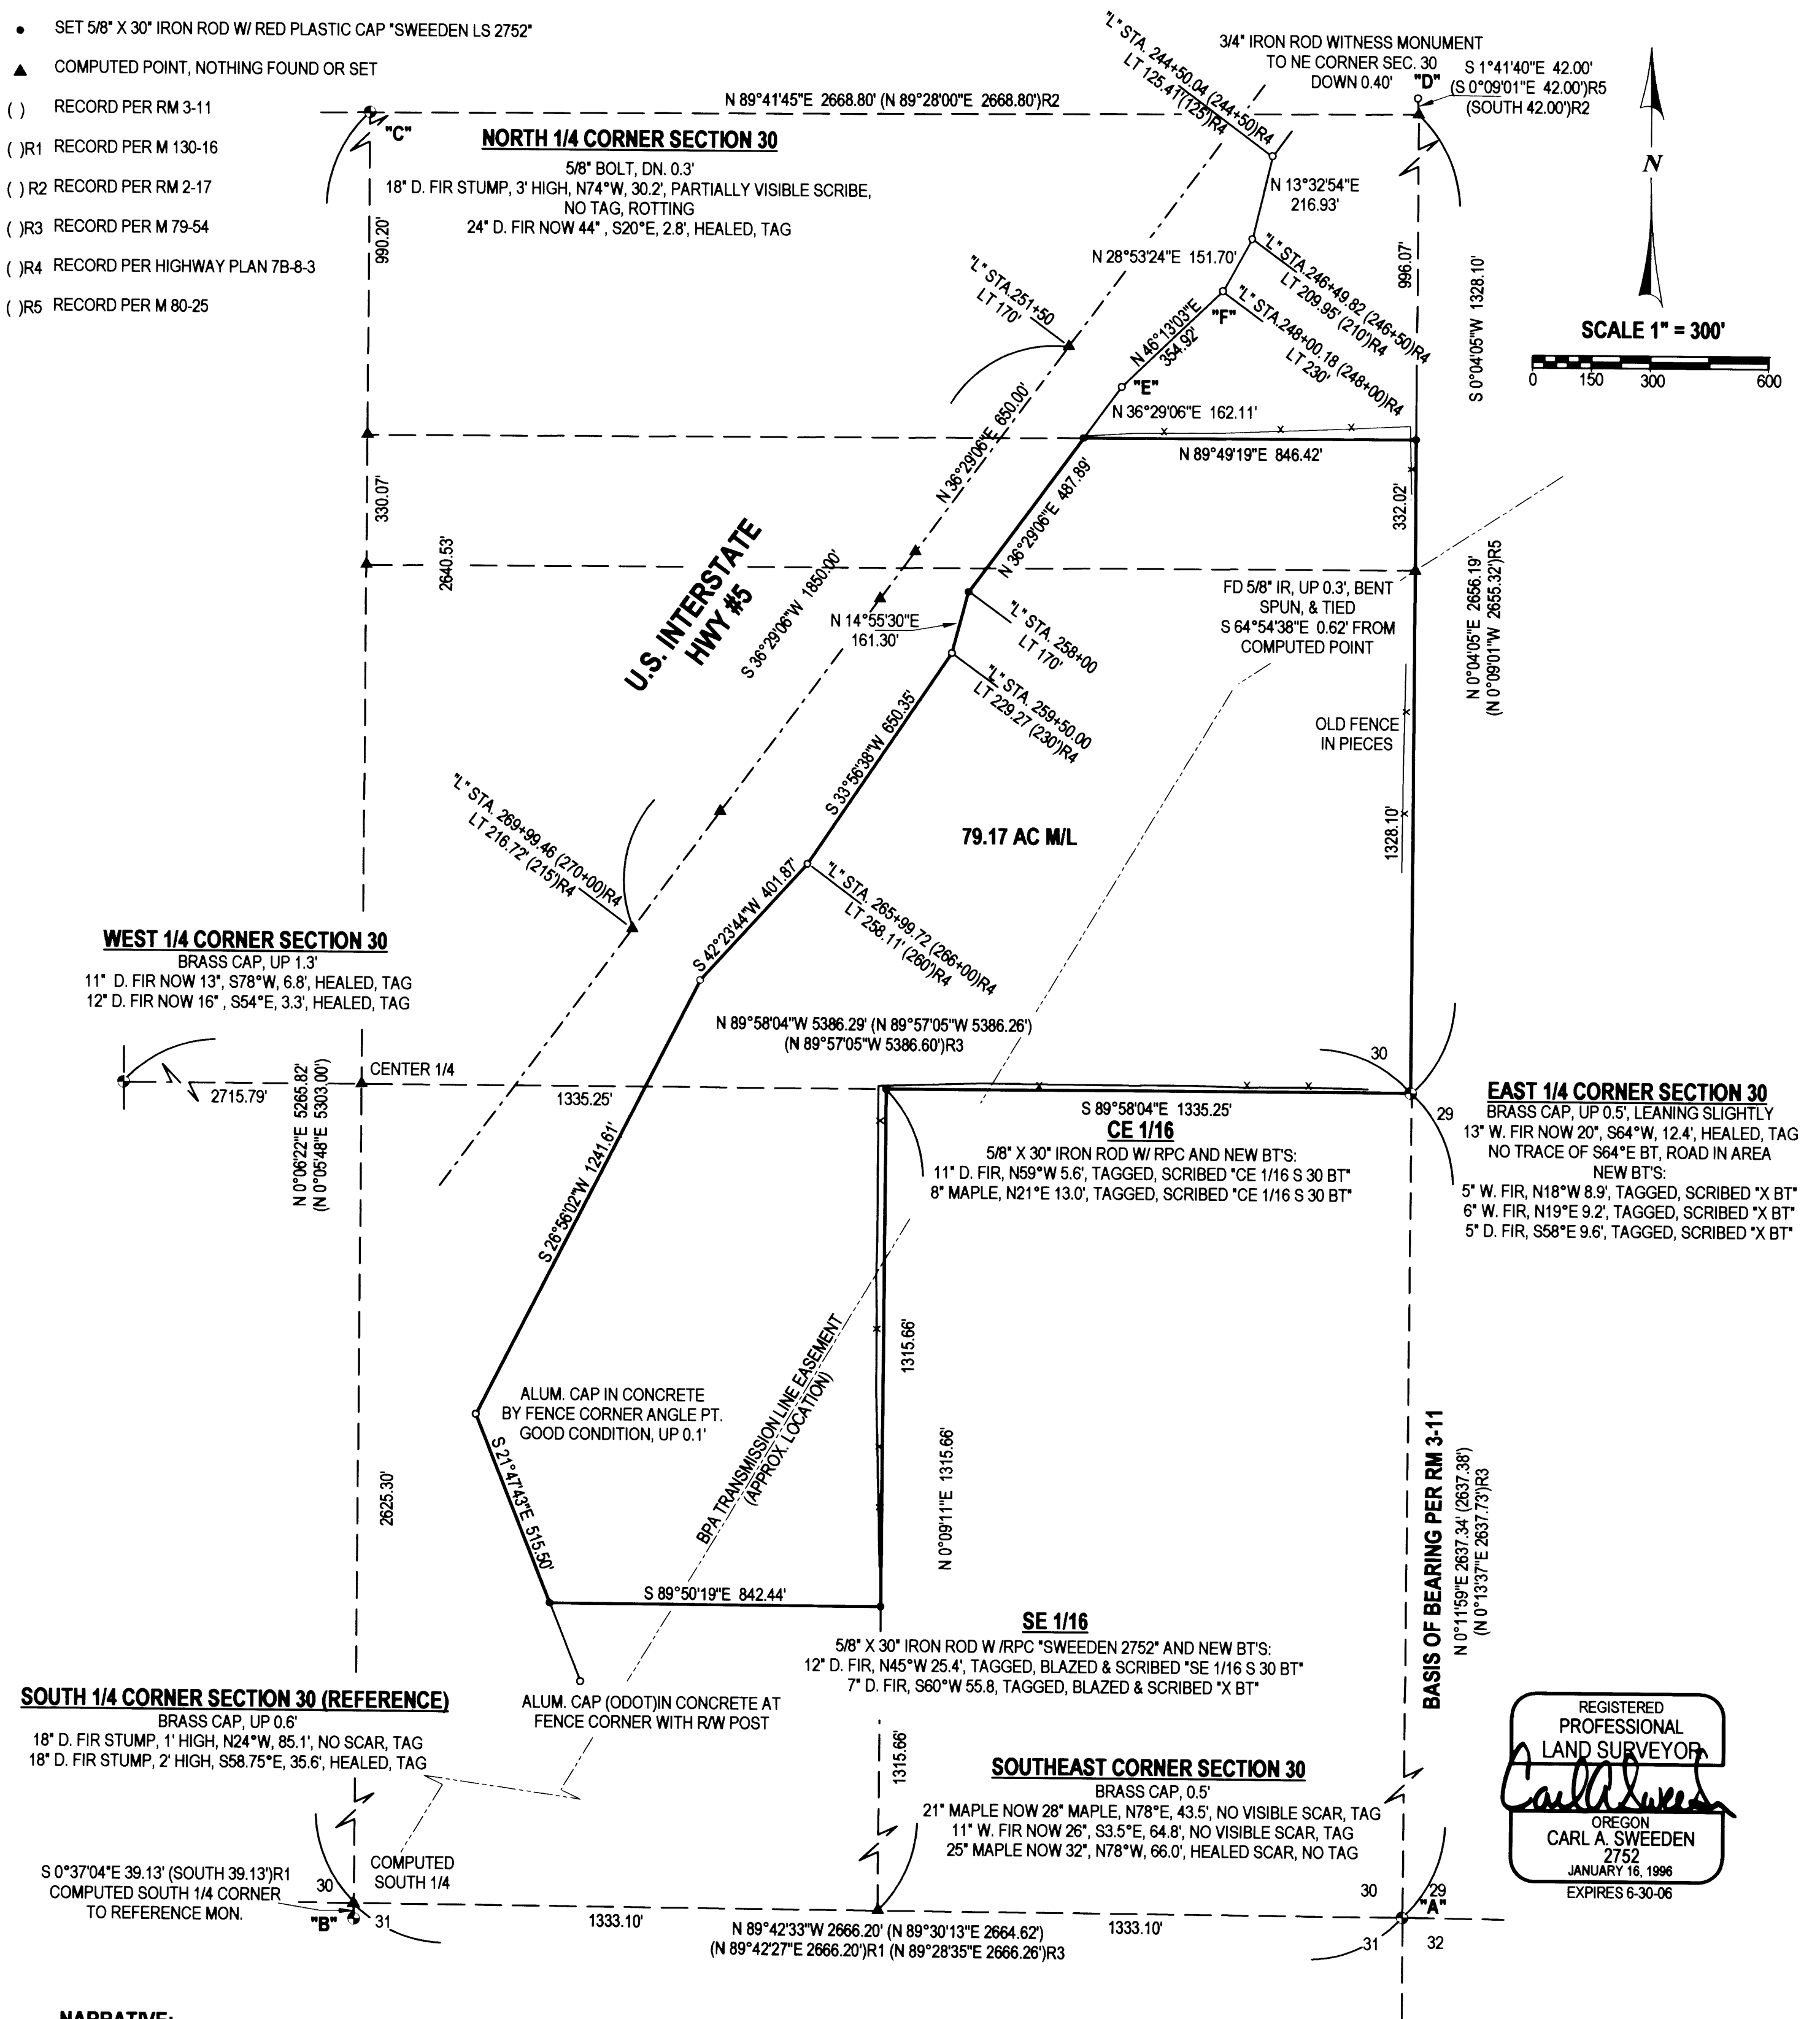 ● SET 5/8" X 30" IRON ROD W/ RED PLASTIC CAP "SWEEDEN LS 2752"
▲ COMPUTED POINT, NOTHING FOUND OR SET
( ) RECORD PER RM 3-11
( )R1 RECORD PER M 130-16
( ) R2 RECORD PER RM 2-17
( )R3 RECORD PER M 79-54
( )R4 RECORD PER HIGHWAY PLAN 7B-8-3
( )R5 RECORD PER M 80-25
N 89°41'45"E 2668.80' (N 89°28'00"E 2668.80')R2
"C"
NORTH 1/4 CORNER SECTION 30
5/8" BOLT, DN. 0.3'
18" D. FIR STUMP, 3' HIGH, N74°W, 30.2', PARTIALLY VISIBLE SCRIBE,
NO TAG, ROTTING
24" D. FIR NOW 44" , S20°E, 2.8', HEALED, TAG
"L" STA. 244+50.04 (244+50)R4
LT 125.41'(125')R4
3/4" IRON ROD WITNESS MONUMENT
TO NE CORNER SEC. 30
DOWN 0.40'
"D"
S 1°41'40"E 42.00'
(S 0°09'01"E 42.00')R5
(SOUTH 42.00')R2
N
SCALE 1" = 300'
0 150 300 600
990.20'
N 13°32'54"E
216.93'
996.07'
S 0°04'05"W 1328.10'
N 28°53'24"E 151.70'
"L" STA.246+49.82 (246+50)R4
LT 209.95' (210')R4
"F"
"L" STA.248+00.18 (248+00)R4
LT 230'
"L" STA.251+50
LT 170'
N 46°13'03"E
354.92'
"E"
N 36°29'06"E 162.11'
N 36°29'06"E 650.00'
N 89°49'19"E 846.42'
330.07'
2640.53'
332.02'
N 36°29'06"E 487.89'
U.S. INTERSTATE
HWY #5
S 36°29'06"W 1850.00'
N 14°55'30"E
161.30'
"L" STA. 258+00
LT 170'
FD 5/8" IR, UP 0.3', BENT
SPUN, & TIED
S 64°54'38"E 0.62' FROM
COMPUTED POINT
N 0°04'05"E 2656.19'
(N 0°09'01"W 2655.32')R5
"L" STA. 259+50.00
LT 229.27 (230')R4
OLD FENCE
IN PIECES
S 33°56'38"W 650.35'
79.17 AC M/L
1328.10'
"L" STA. 269+99.46 (270+00)R4
LT 216.72' (215')R4
S 42°23'44"W 401.87'
"L" STA. 265+99.72 (266+00)R4
LT 258.11' (260')R4
WEST 1/4 CORNER SECTION 30
BRASS CAP, UP 1.3'
11" D. FIR NOW 13", S78°W, 6.8', HEALED, TAG
12" D. FIR NOW 16" , S54°E, 3.3', HEALED, TAG
N 89°58'04"W 5386.29' (N 89°57'05"W 5386.26')
(N 89°57'05"W 5386.60')R3
30
CENTER 1/4
2715.79'
1335.25'
N 0°06'22"E 5265.82'
(N 0°05'48"E 5303.00')
S 89°58'04"E 1335.25'
29
CE 1/16
5/8" X 30" IRON ROD W/ RPC AND NEW BT'S:
11" D. FIR, N59°W 5.6', TAGGED, SCRIBED "CE 1/16 S 30 BT"
8" MAPLE, N21°E 13.0', TAGGED, SCRIBED "CE 1/16 S 30 BT"
EAST 1/4 CORNER SECTION 30
BRASS CAP, UP 0.5', LEANING SLIGHTLY
13" W. FIR NOW 20", S64°W, 12.4', HEALED, TAG
NO TRACE OF S64°E BT, ROAD IN AREA
NEW BT'S:
5" W. FIR, N18°W 8.9', TAGGED, SCRIBED "X BT"
6" W. FIR, N19°E 9.2', TAGGED, SCRIBED "X BT"
5" D. FIR, S58°E 9.6', TAGGED, SCRIBED "X BT"
S 26°56'02"W 1241.61'
1315.66'
ALUM. CAP IN CONCRETE
BY FENCE CORNER ANGLE PT.
GOOD CONDITION, UP 0.1'
BPA TRANSMISSION LINE EASEMENT
(APPROX. LOCATION)
S 21°47'43"E 515.50'
2625.30'
N 0°09'11"E 1315.66'
BASIS OF BEARING PER RM 3-11
N 0°11'59"E 2637.34' (2637.38')
(N 0°13'37"E 2637.73')R3
S 89°50'19"E 842.44'
SE 1/16
5/8" X 30" IRON ROD W /RPC "SWEEDEN 2752" AND NEW BT'S:
12" D. FIR, N45°W 25.4', TAGGED, BLAZED & SCRIBED "SE 1/16 S 30 BT"
7" D. FIR, S60°W 55.8, TAGGED, BLAZED & SCRIBED "X BT"
ALUM. CAP (ODOT)IN CONCRETE AT
FENCE CORNER WITH R/W POST
SOUTH 1/4 CORNER SECTION 30 (REFERENCE)
BRASS CAP, UP 0.6'
18" D. FIR STUMP, 1' HIGH, N24°W, 85.1', NO SCAR, TAG
18" D. FIR STUMP, 2' HIGH, S58.75°E, 35.6', HEALED, TAG
1315.66'
SOUTHEAST CORNER SECTION 30
BRASS CAP, 0.5'
21" MAPLE NOW 28" MAPLE, N78°E, 43.5', NO VISIBLE SCAR, TAG
11" W. FIR NOW 26", S3.5°E, 64.8', NO VISIBLE SCAR, TAG
25" MAPLE NOW 32", N78°W, 66.0', HEALED SCAR, NO TAG
REGISTERED
PROFESSIONAL
LAND SURVEYOR
Carl A Sweeden
OREGON
CARL A. SWEEDEN
2752
JANUARY 16, 1996
EXPIRES 6-30-06
S 0°37'04"E 39.13' (SOUTH 39.13')R1
COMPUTED SOUTH 1/4 CORNER
TO REFERENCE MON.
COMPUTED
SOUTH 1/4
30
31
"B"
1333.10'
N 89°42'33"W 2666.20' (N 89°30'13"E 2664.62')
(N 89°42'27"E 2666.20')R1 (N 89°28'35"E 2666.26')R3
1333.10'
30
29
"A"
31
32
NARRATIVE: